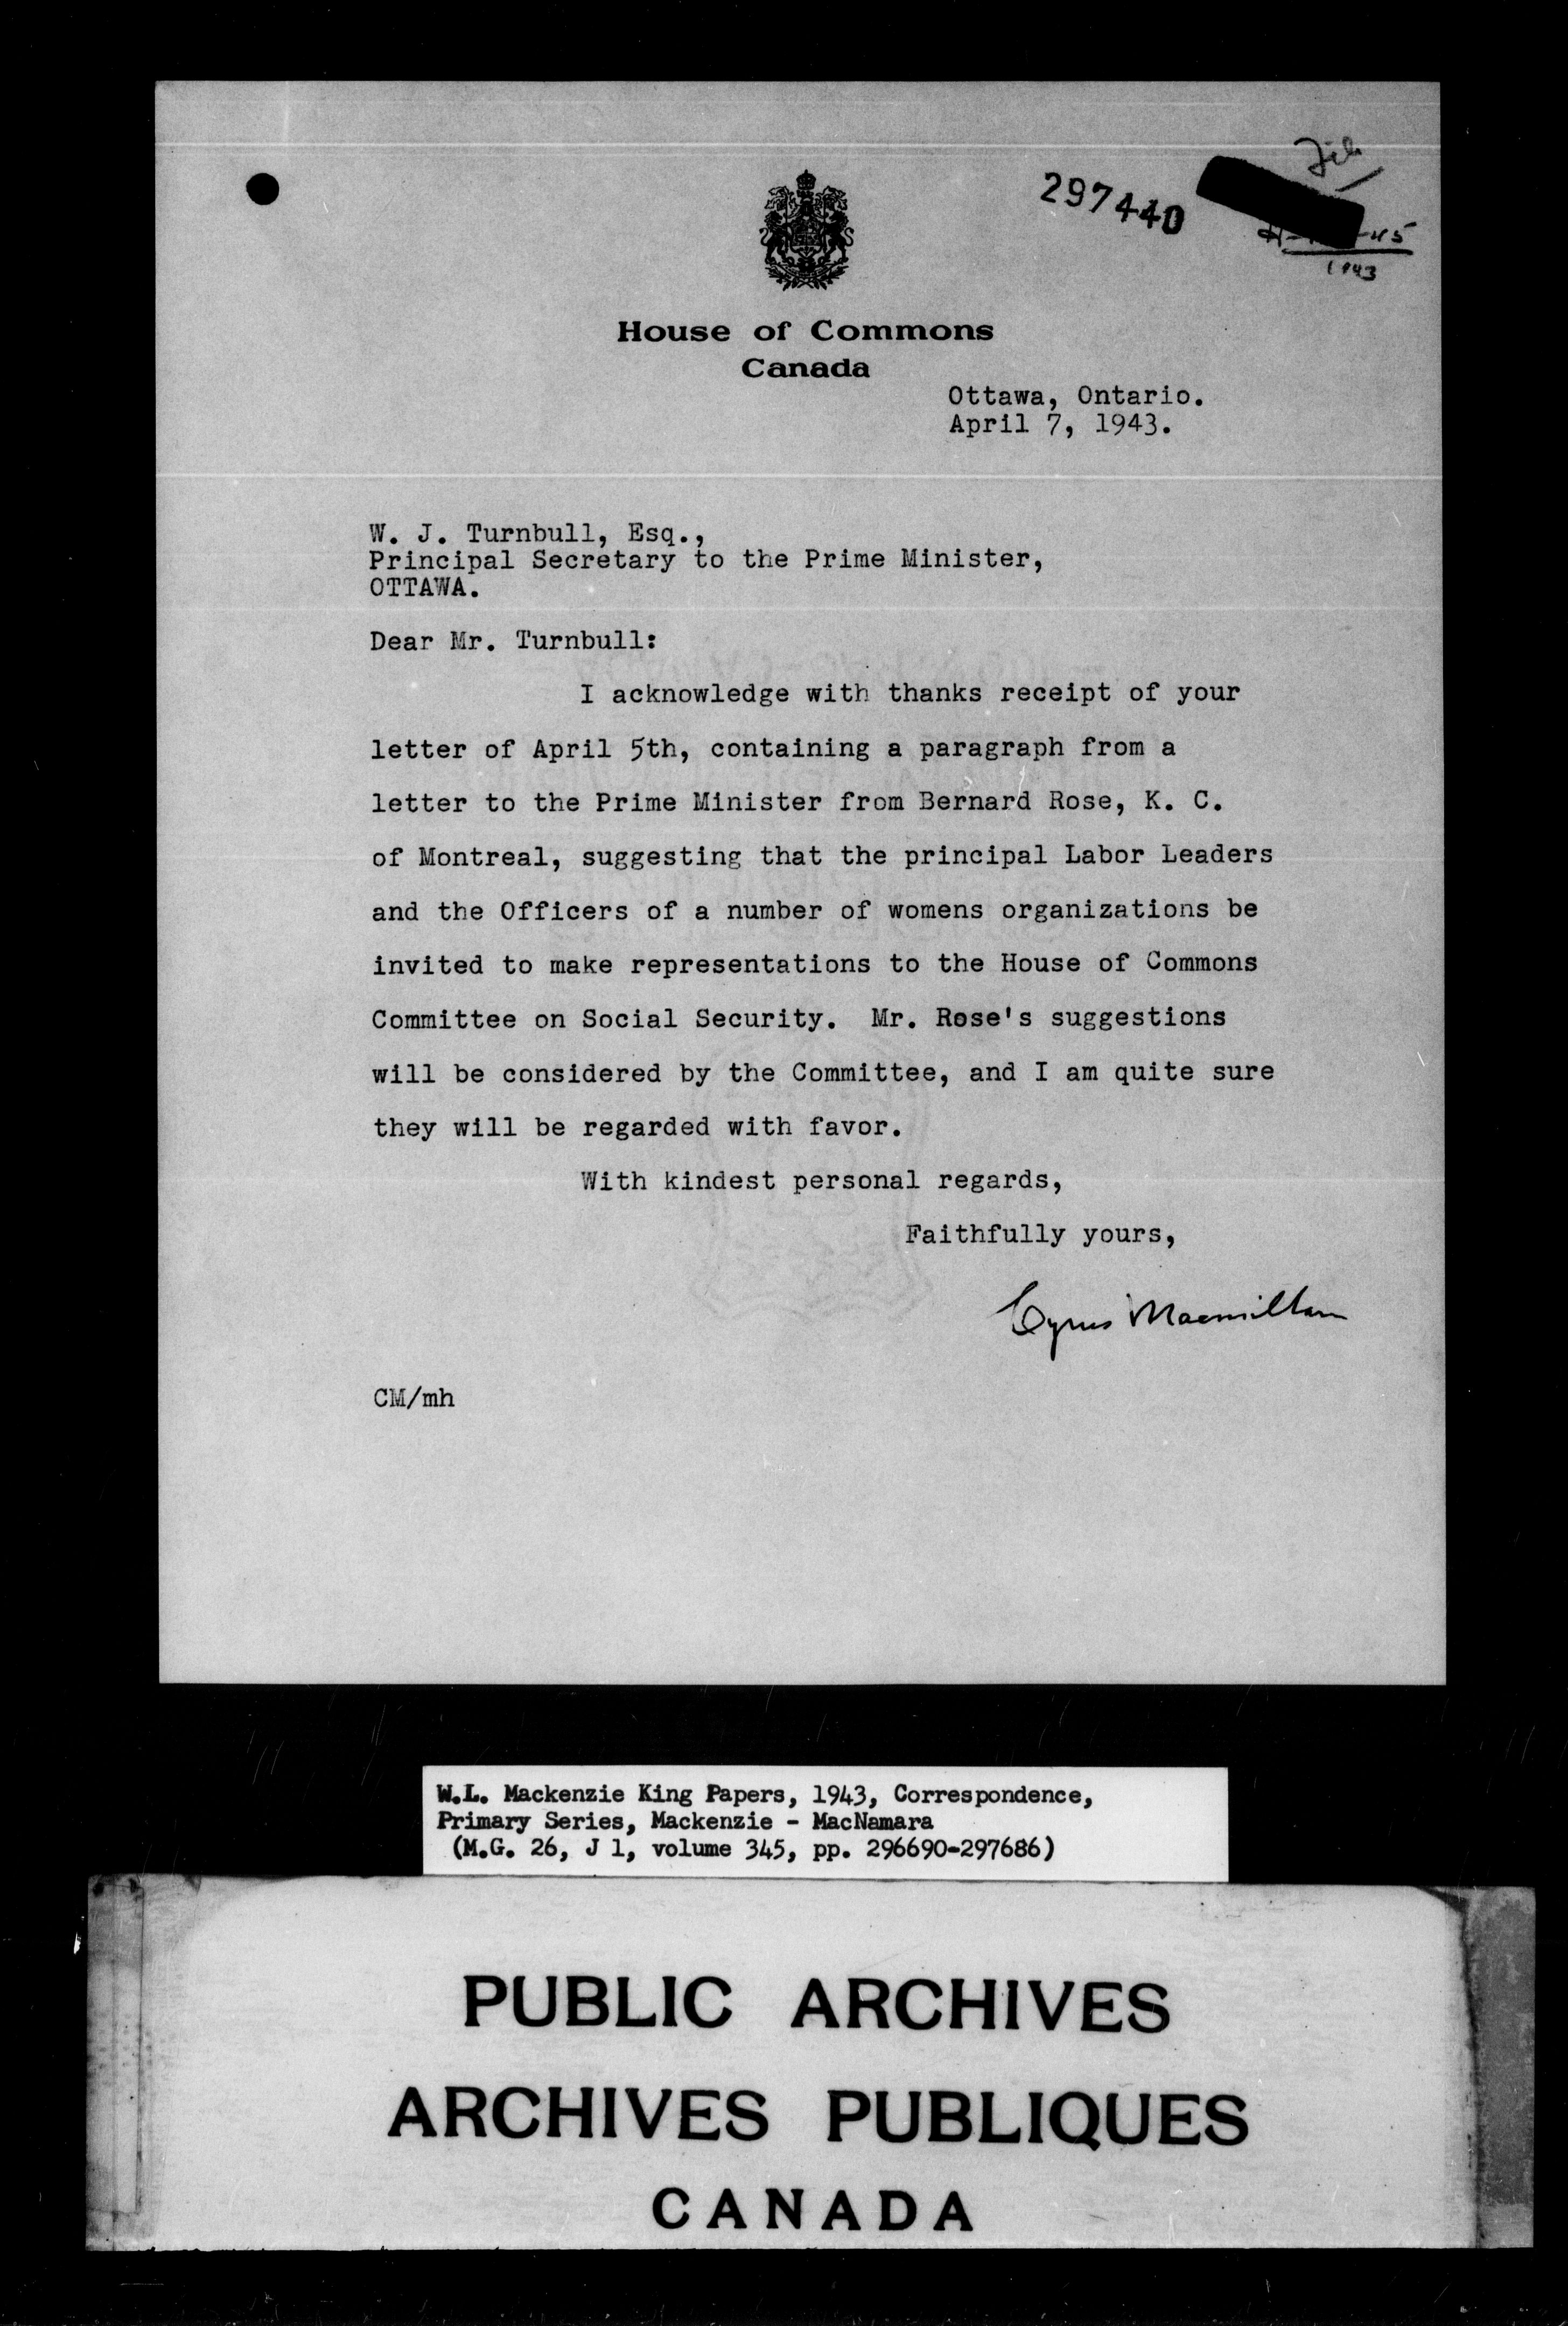 File
297440
-45
1943
House of Commons
Canada
Ottawa, Ontario.
April 7, 1943.
W. J. Turnbull, Esq.,
Principal Secretary to the Prime Minister,
OTTAWA.
Dear Mr. Turnbull:
I acknowledge with thanks receipt of your
letter of April 5th, containing a paragraph from a
letter to the Prime Minister from Bernard Rose, K. C.
of Montreal, suggesting that the principal Labor Leaders
and the Officers of a number of womens organizations be
invited to make representations to the House of Commons
Committee on Social Security. Mr. Rose's suggestions
will be considered by the Committee, and I am quite sure
they will be regarded with favor.
With kindest personal regards,
Faithfully yours,
Cyrus Macmillan
CM/mh
W.L. Mackenzie King Papers, 1943, Correspondence,
Primary Series, Mackenzie - MacNamara
(M.G. 26, J 1, volume 345, pp. 296690-297686)
PUBLIC ARCHIVES
ARCHIVES PUBLIQUES
CANADA